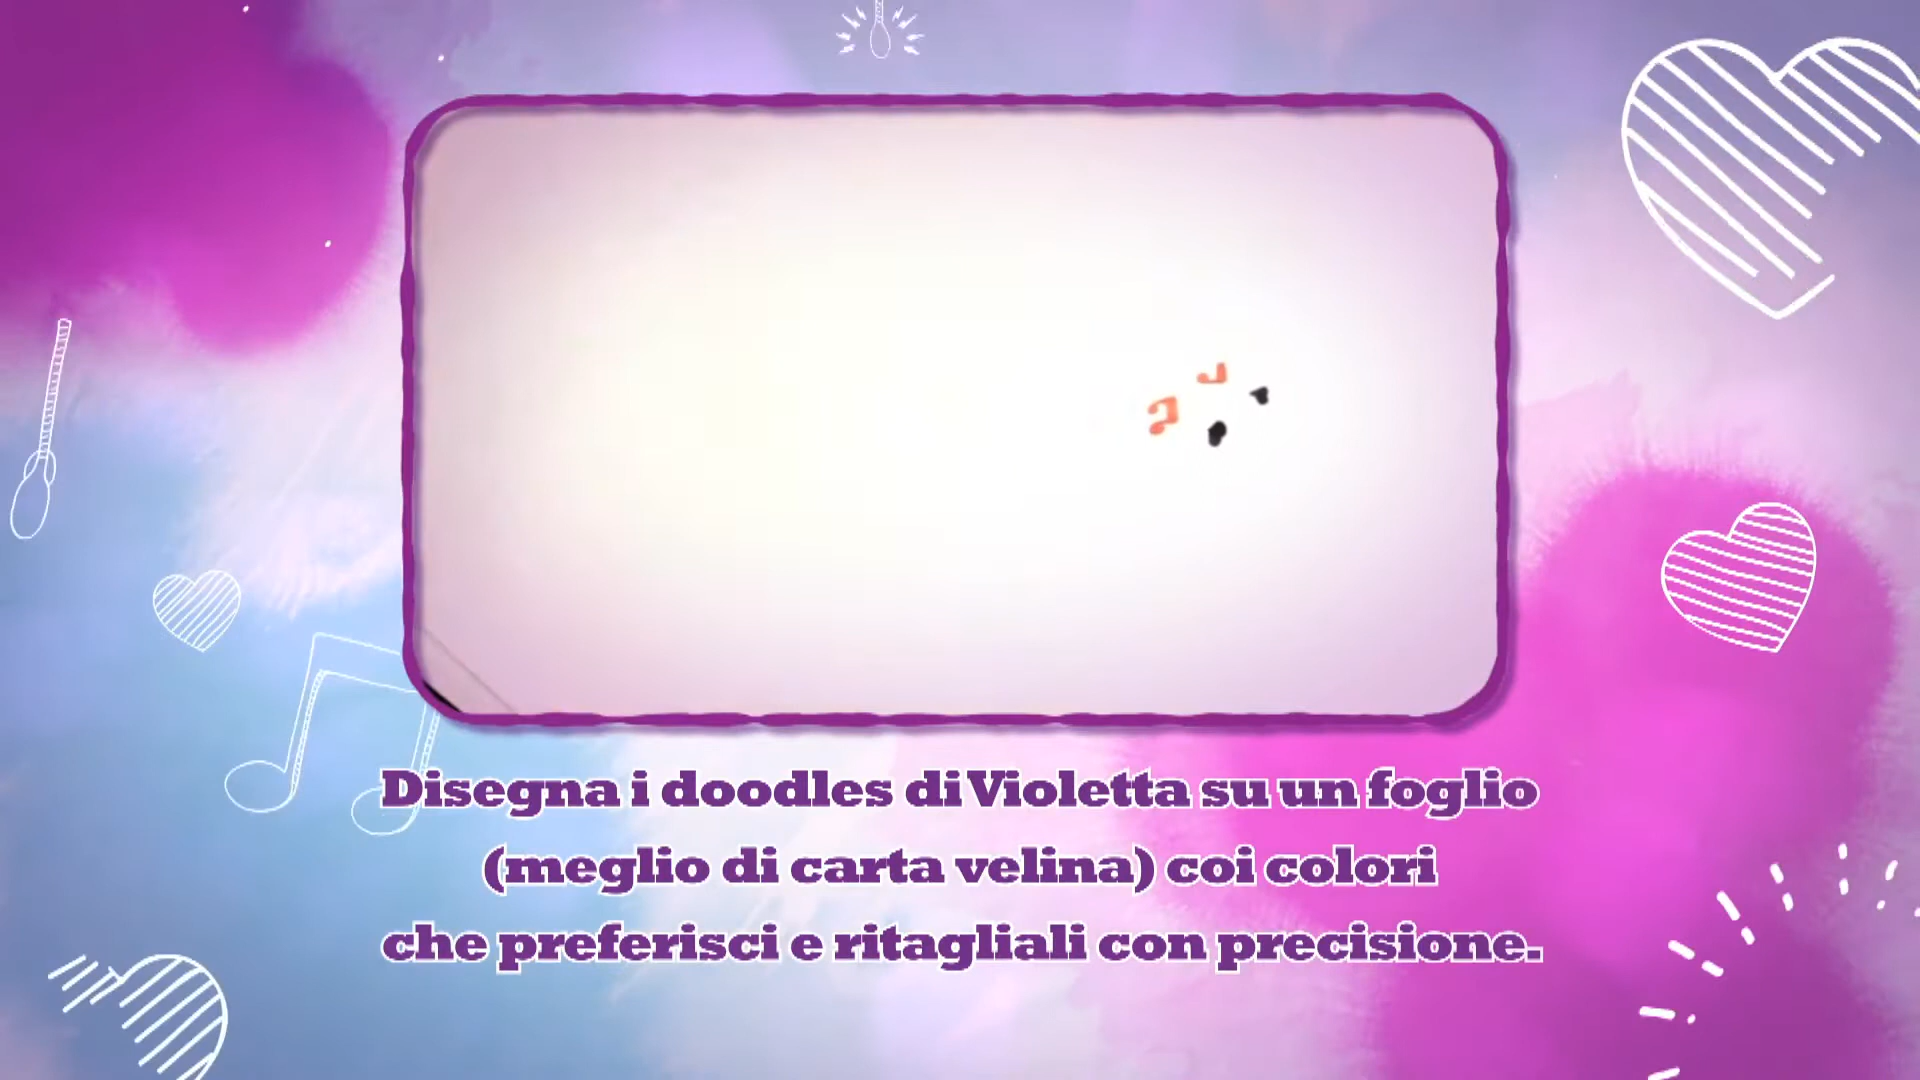 Disegna i doodles di Violetta su un foglio
(meglio di carta velina) coi colori
che preferisci e ritagliali con precisione.